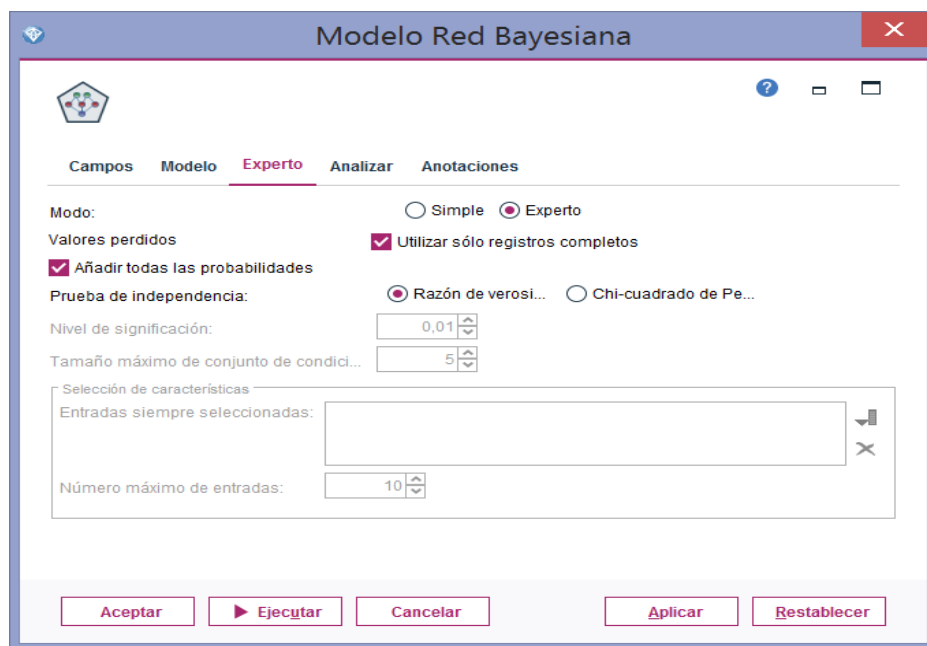 Modelo Red Bayesiana
?
Campos Modelo Experto Analizar Anotaciones
Modo: Simple Experto
Valores perdidos Utilizar sólo registros completos
Añadir todas las probabilidades
Prueba de independencia: Razón de verosi... Chi-cuadrado de Pe...
Nivel de significación: 0,01
Tamaño máximo de conjunto de condici... 5
Selección de características
Entradas siempre seleccionadas:
Número máximo de entradas: 10
Aceptar Ejecutar Cancelar Aplicar Restablecer